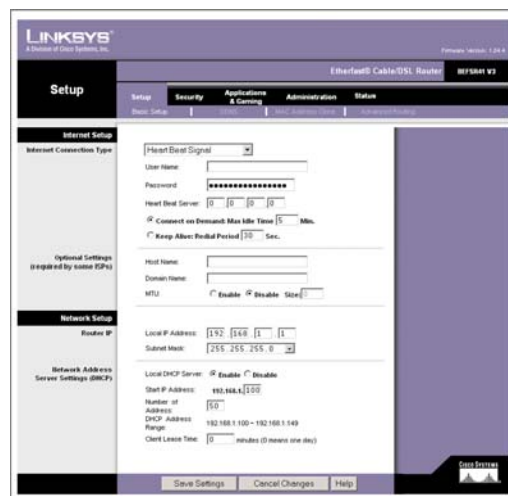 LINKSYS®
A Division of Cisco Systems, Inc.
Firmware Version: 1.04.4
Etherfast® Cable/DSL Router BEFSR41 V3
Setup
Setup Security Applications & Gaming Administration Status
Basic Setup DDNS MAC Address Clone Advanced Routing
Internet Setup
Internet Connection Type
Heart Beat Signal
User Name:
Password:
Heart Beat Server: 0 . 0 . 0 . 0
Connect on Demand: Max Idle Time 5 Min.
Keep Alive: Redial Period 30 Sec.
Optional Settings
(required by some ISPs)
Host Name:
Domain Name:
MTU: Enable Disable Size: 0
Network Setup
Router IP
Local IP Address: 192 . 168 . 1 . 1
Subnet Mask: 255.255.255.0
Network Address
Server Settings (DHCP)
Local DHCP Server: Enable Disable
Start IP Address: 192.168.1. 100
Number of
Address: 50
DHCP Address
Range: 192.168.1.100 ~ 192.168.1.149
Client Lease Time: 0 minutes (0 means one day)
Save Settings Cancel Changes Help
CISCO SYSTEMS